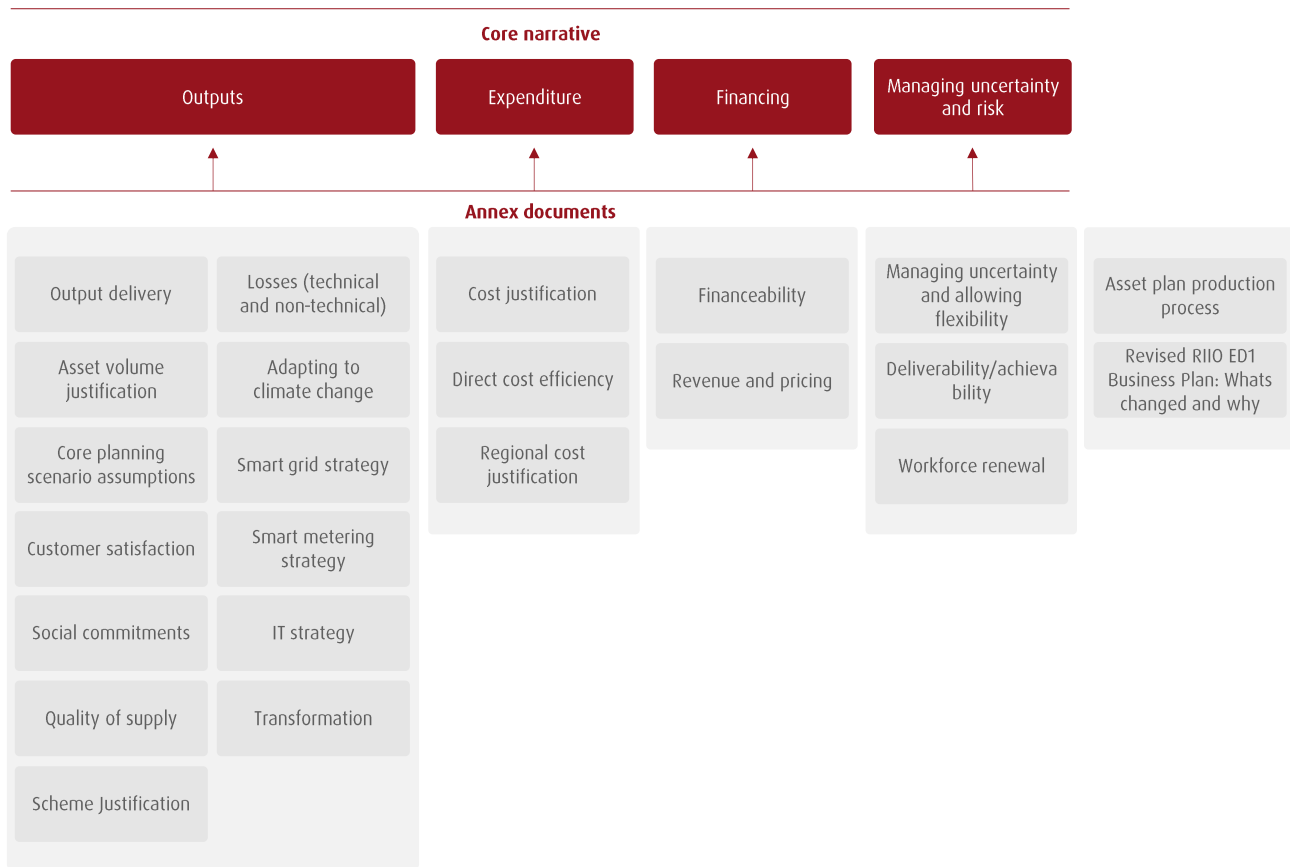 Core narrative
Outputs
Expenditure
Financing
Managing uncertainty
and risk
Annex documents
Output delivery
Losses (technical
and non-technical)
Asset volume
justification
Adapting to
climate change
Core planning
scenario assumptions
Smart grid strategy
Customer satisfaction
Smart metering
strategy
Social commitments
IT strategy
Quality of supply
Transformation
Scheme Justification
Cost justification
Direct cost efficiency
Regional cost
justification
Financeability
Revenue and pricing
Managing uncertainty
and allowing
flexibility
Deliverability/achieva
bility
Workforce renewal
Asset plan production
process
Revised RIIO ED1
Business Plan: Whats
changed and why